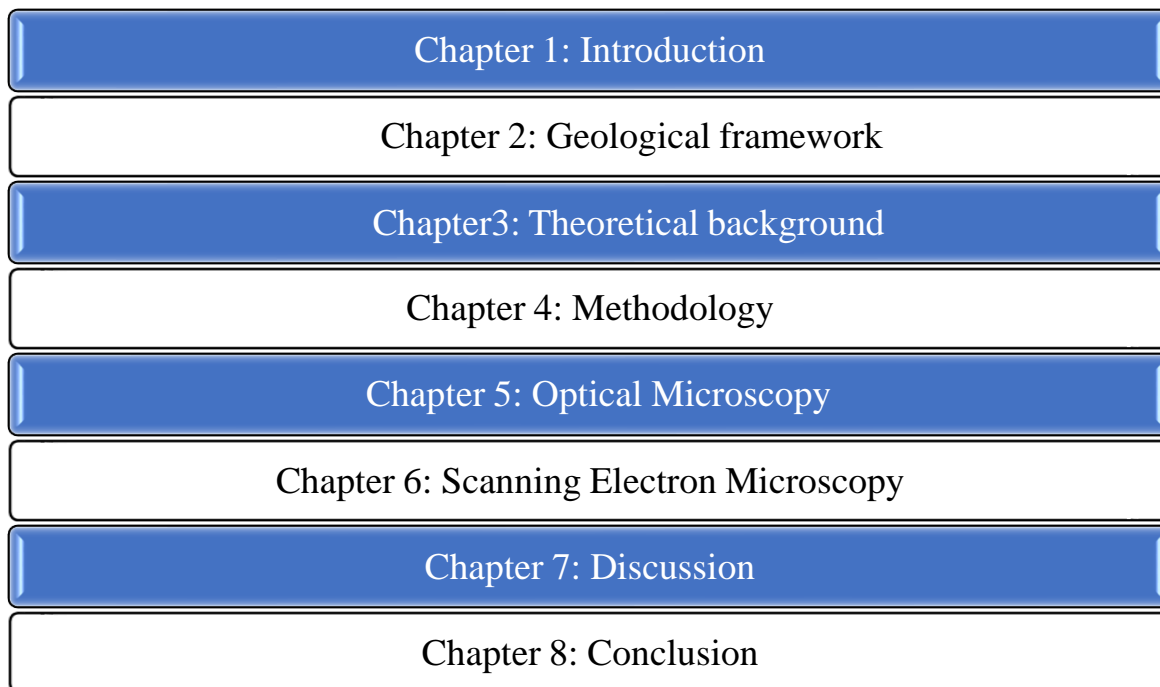 Chapter 1: Introduction
Chapter 2: Geological framework
Chapter3: Theoretical background
Chapter 4: Methodology
Chapter 5: Optical Microscopy
Chapter 6: Scanning Electron Microscopy
Chapter 7: Discussion
Chapter 8: Conclusion